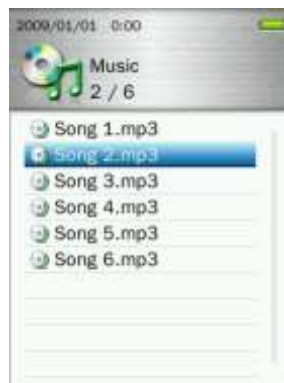 2009/01/01 0:00
Music
2 / 6
Song 1.mp3
Song 2.mp3
Song 3.mp3
Song 4.mp3
Song 5.mp3
Song 6.mp3